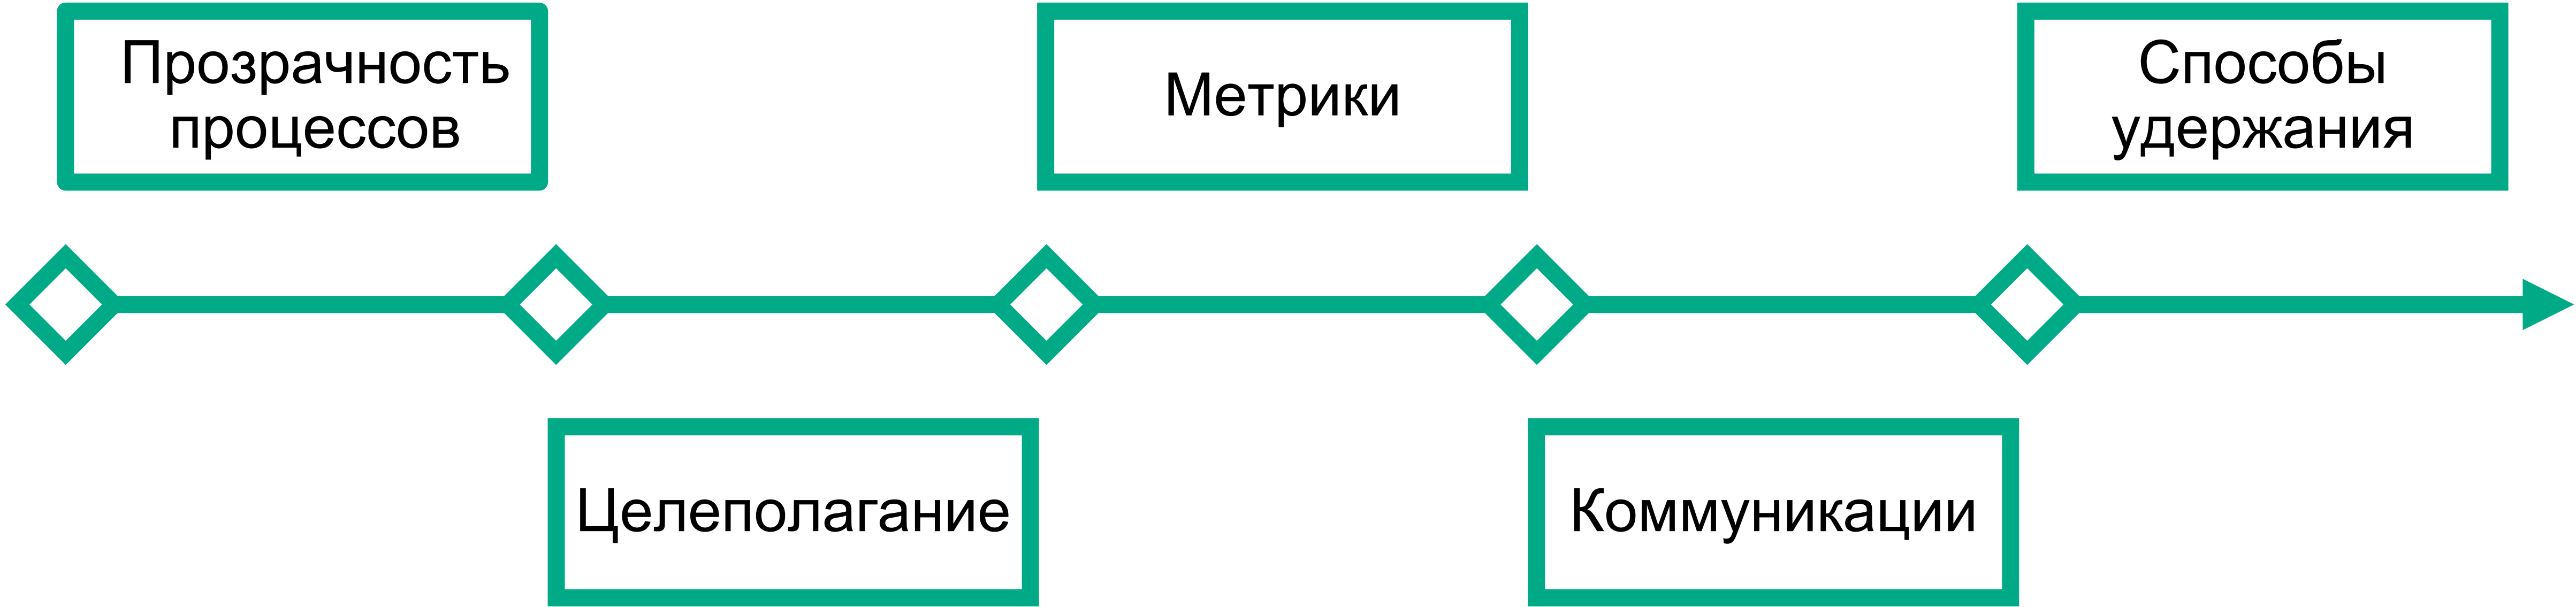 Прозрачность
процессов
Целеполагание
Метрики
Коммуникации
Способы
удержания